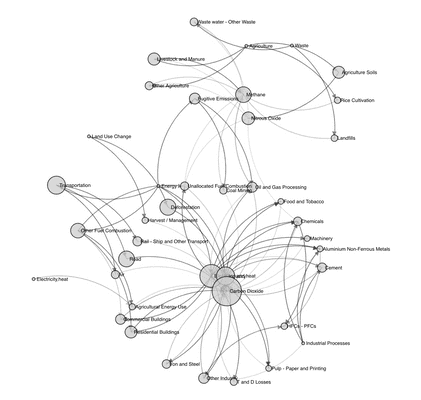 Waste water - Other Waste
Agriculture
Waste
Livestock and Manure
Agriculture Soils
Other Agriculture
Methane
Fugitive Emissions
Rice Cultivation
Nitrous Oxide
Landfills
Land Use Change
Transportation
Energy
Unallocated Fuel Combustion
Coal Mining
Oil and Gas Processing
Food and Tobacco
Deforestation
Harvest / Management
Chemicals
Other Fuel Combustion
Rail - Ship and Other Transport
Machinery
Aluminium Non-Ferrous Metals
Road
Cement
Air
Electricity.heat
Carbon Dioxide
Agricultural Energy Use
Commercial Buildings
Residential Buildings
HFCs - PFCs
Industrial Processes
Iron and Steel
Pulp - Paper and Printing
Other Industry
T and D Losses